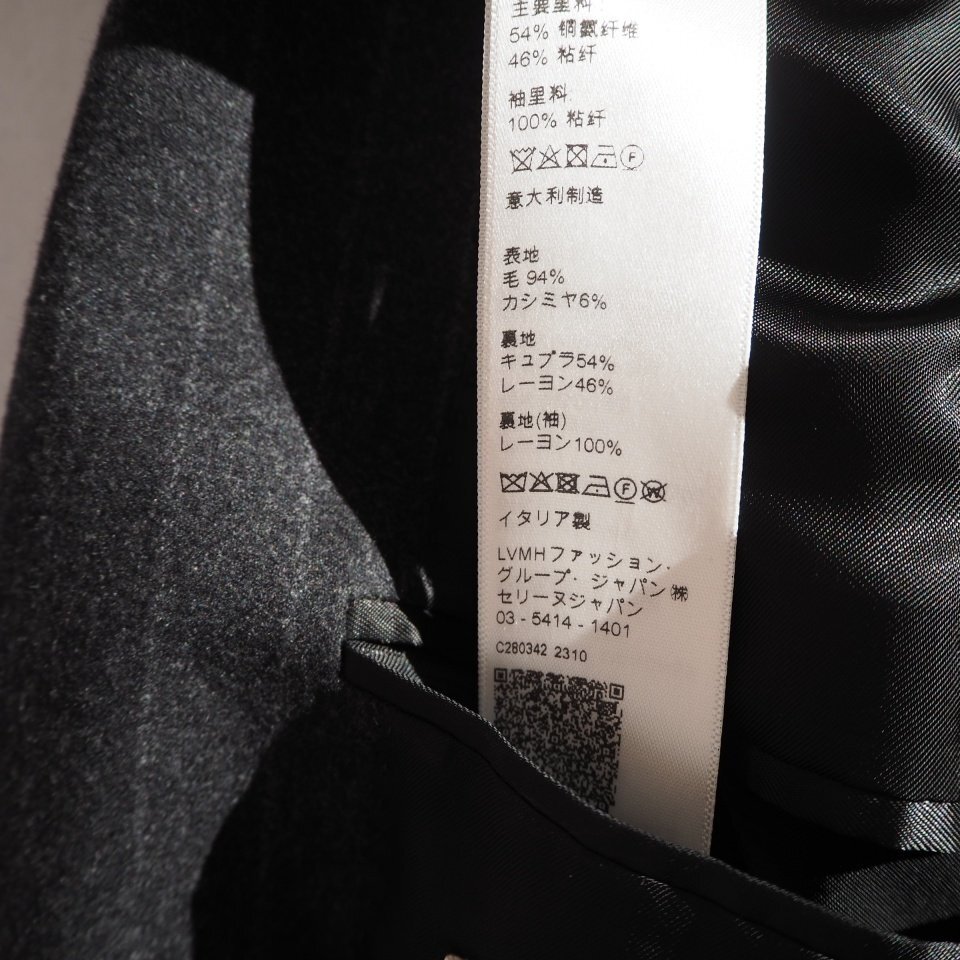 主要里料
54% 铜氨纤维
46% 粘纤
袖里料
100% 粘纤
F
意大利制造
表地
毛 94%
カシミヤ6%
裏地
キュプラ54%
レーヨン46%
裏地(袖)
レーヨン100%
F W
イタリア製
LVMHファッション・
グループ・ジャパン㈱
セリーヌジャパン
03 - 5414 - 1401
C280342 2310